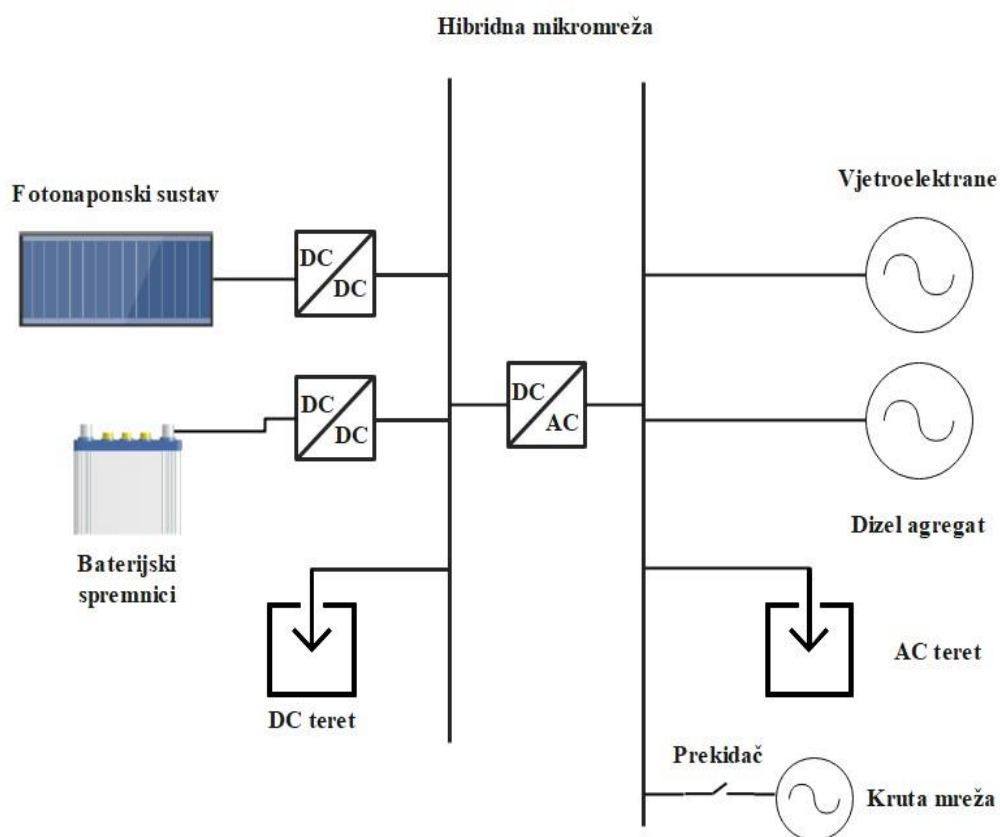 Hibridna mikromreža
Fotonaponski sustav
Vjetroelektrane
DC
DC
DC
DC
DC
AC
Baterijski
spremnici
Dizel agregat
DC teret
AC teret
Prekidač
Kruta mreža